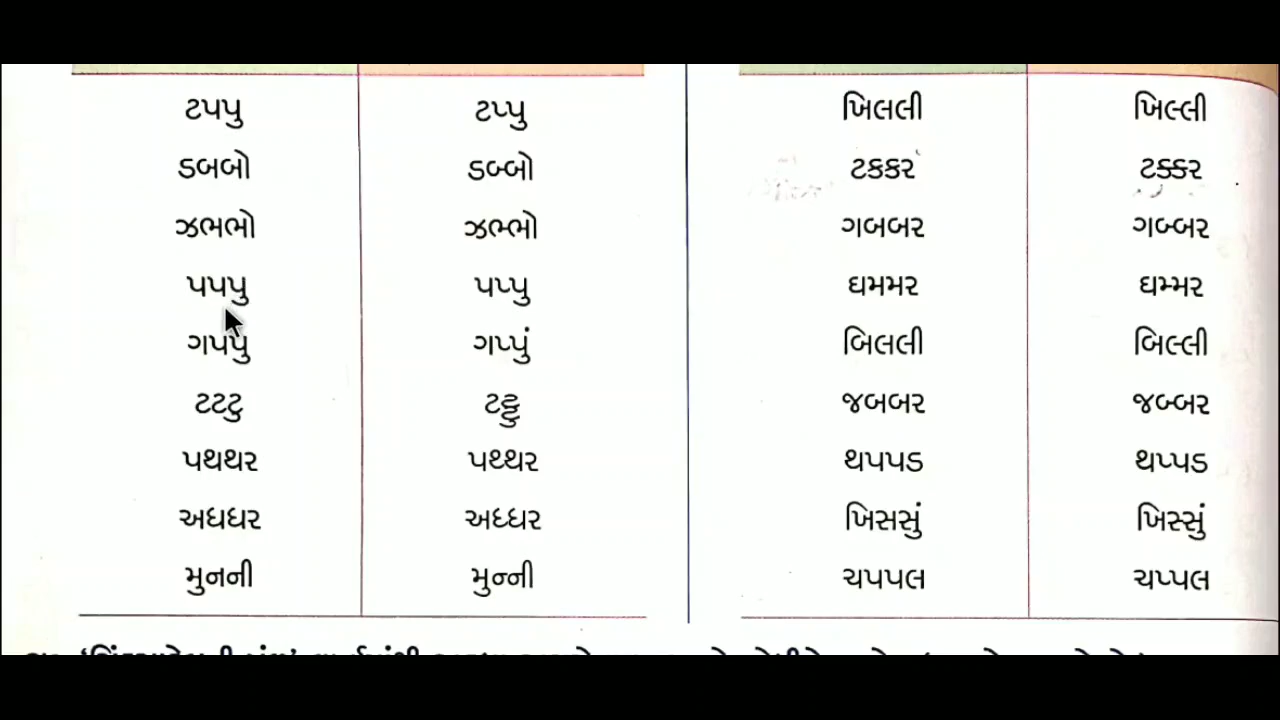 ટપપુ ટપ્પુ ખિલલી ખિલ્લી
ડબબો ડબ્બો ટકકર ટક્કર
ઝભભો ઝભ્ભો ગબબર ગબ્બર
પપપુ પપ્પુ ઘમમર ઘમ્મર
ગપપુ ગપ્પું બિલલી બિલ્લી
ટટટુ ટટ્ટુ જબબર જબ્બર
પથથર પથ્થર થપપડ થપ્પડ
અધધર અધ્ધર ખિસસું ખિસ્સું
મુનની મુન્ની ચપપલ ચપ્પલ